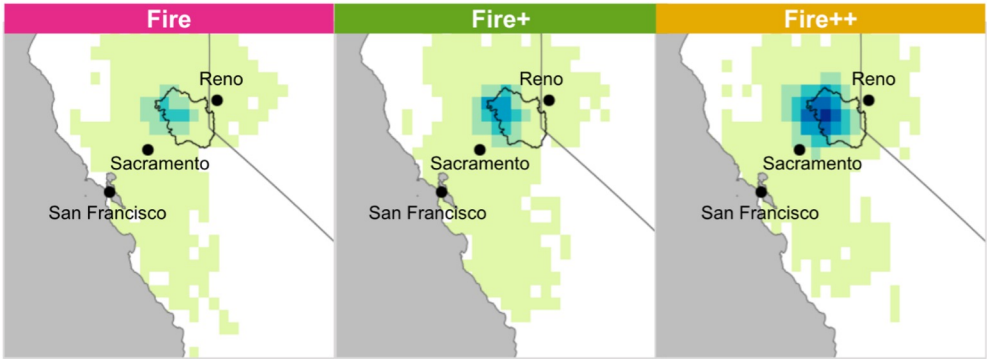 Fire
Reno
Sacramento
San Francisco
Fire+
Reno
Sacramento
San Francisco
Fire++
Reno
Sacramento
San Francisco